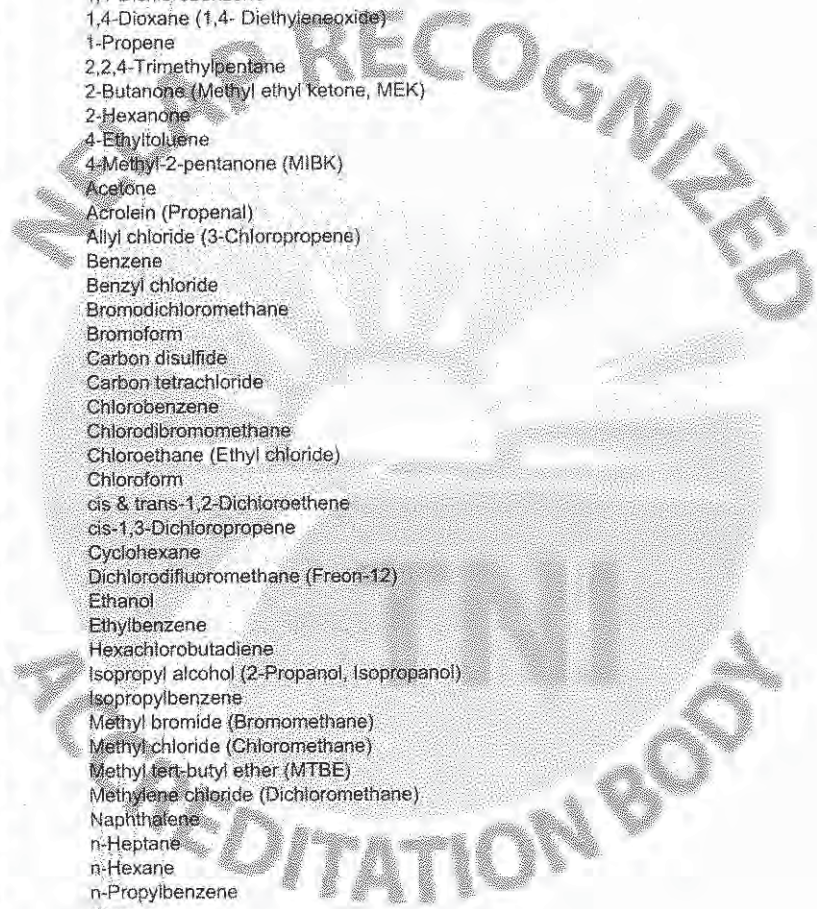 1,4-Dioxane (1,4- Diethyleneoxide)
1-Propene
2,2,4-Trimethylpentane
2-Butanone (Methyl ethyl ketone, MEK)
2-Hexanone
4-Ethyltoluene
4-Methyl-2-pentanone (MIBK)
Acetone
Acrolein (Propenal)
Allyl chloride (3-Chloropropene)
Benzene
Benzyl chloride
Bromodichloromethane
Bromoform
Carbon disulfide
Carbon tetrachloride
Chlorobenzene
Chlorodibromomethane
Chloroethane (Ethyl chloride)
Chloroform
cis & trans-1,2-Dichloroethene
cis-1,3-Dichloropropene
Cyclohexane
Dichlorodifluoromethane (Freon-12)
Ethanol
Ethylbenzene
Hexachlorobutadiene
Isopropyl alcohol (2-Propanol, Isopropanol)
Isopropylbenzene
Methyl bromide (Bromomethane)
Methyl chloride (Chloromethane)
Methyl tert-butyl ether (MTBE)
Methylene chloride (Dichloromethane)
Naphthalene
n-Heptane
n-Hexane
n-Propylbenzene
NELAP RECOGNIZED
TNI
ACCREDITATION BODY